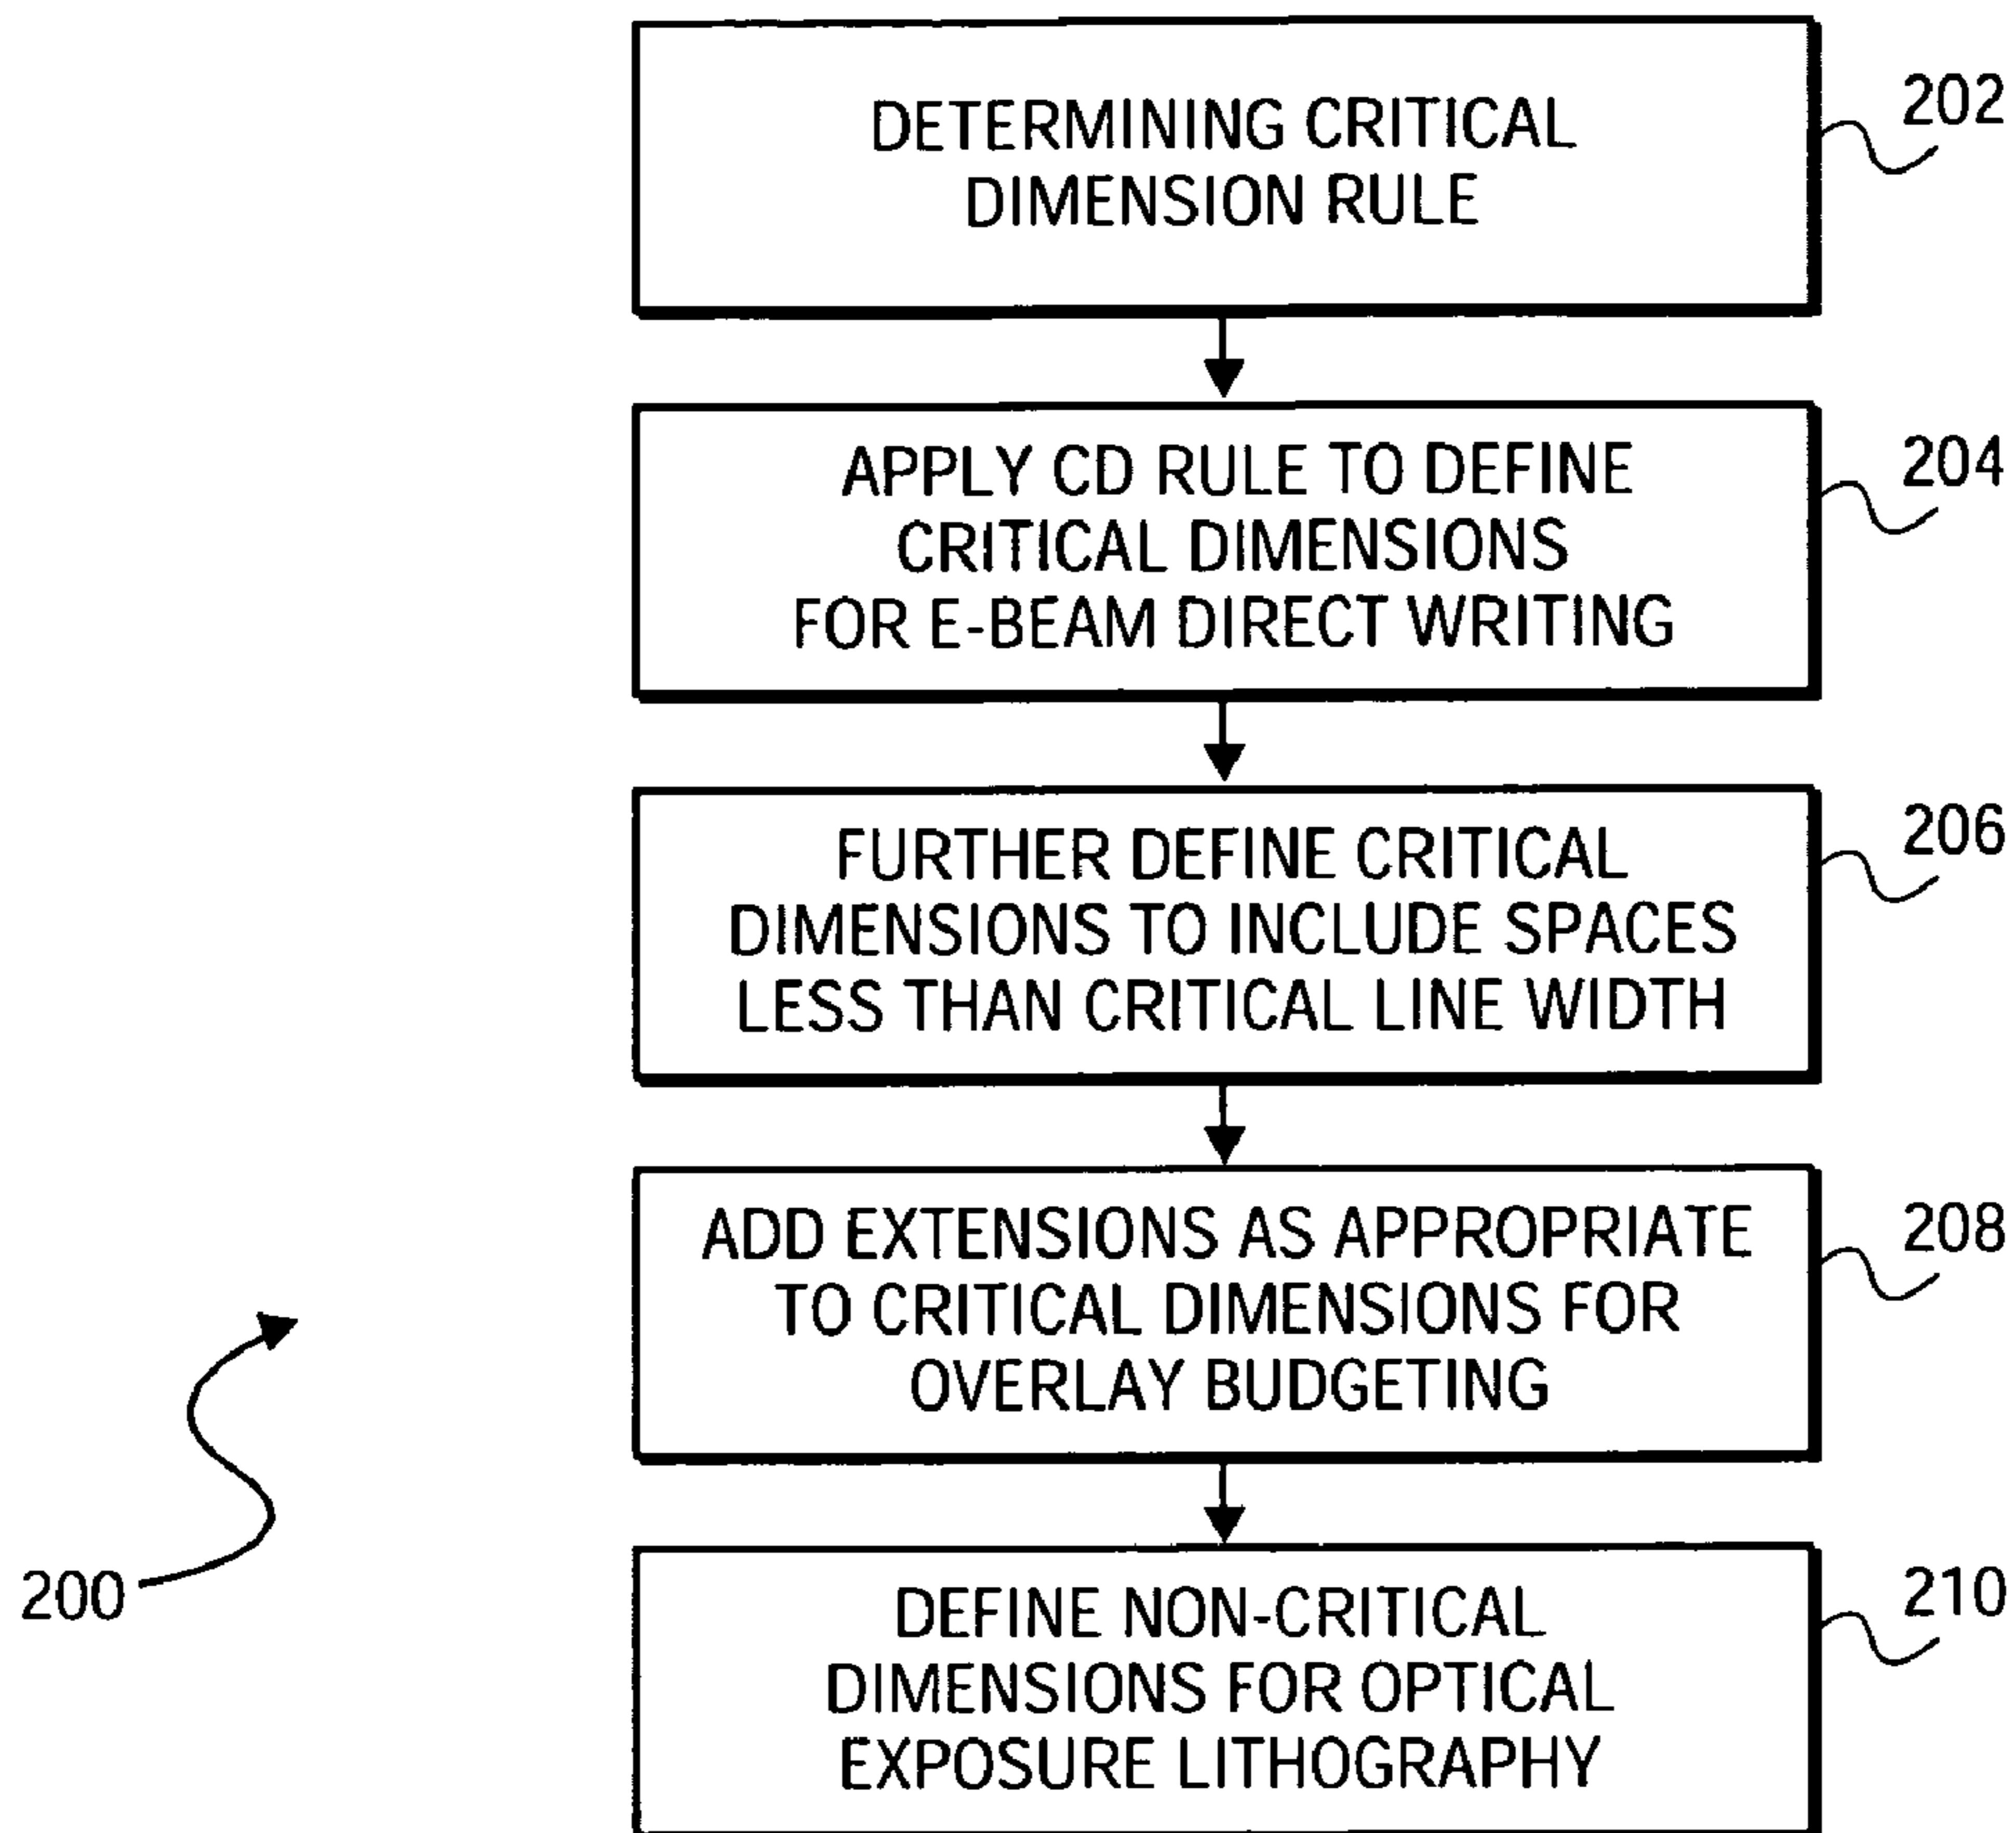 DETERMINING CRITICAL
DIMENSION RULE
202
APPLY CD RULE TO DEFINE
CRITICAL DIMENSIONS
FOR E-BEAM DIRECT WRITING
204
FURTHER DEFINE CRITICAL
DIMENSIONS TO INCLUDE SPACES
LESS THAN CRITICAL LINE WIDTH
206
ADD EXTENSIONS AS APPROPRIATE
TO CRITICAL DIMENSIONS FOR
OVERLAY BUDGETING
208
DEFINE NON-CRITICAL
DIMENSIONS FOR OPTICAL
EXPOSURE LITHOGRAPHY
210
200